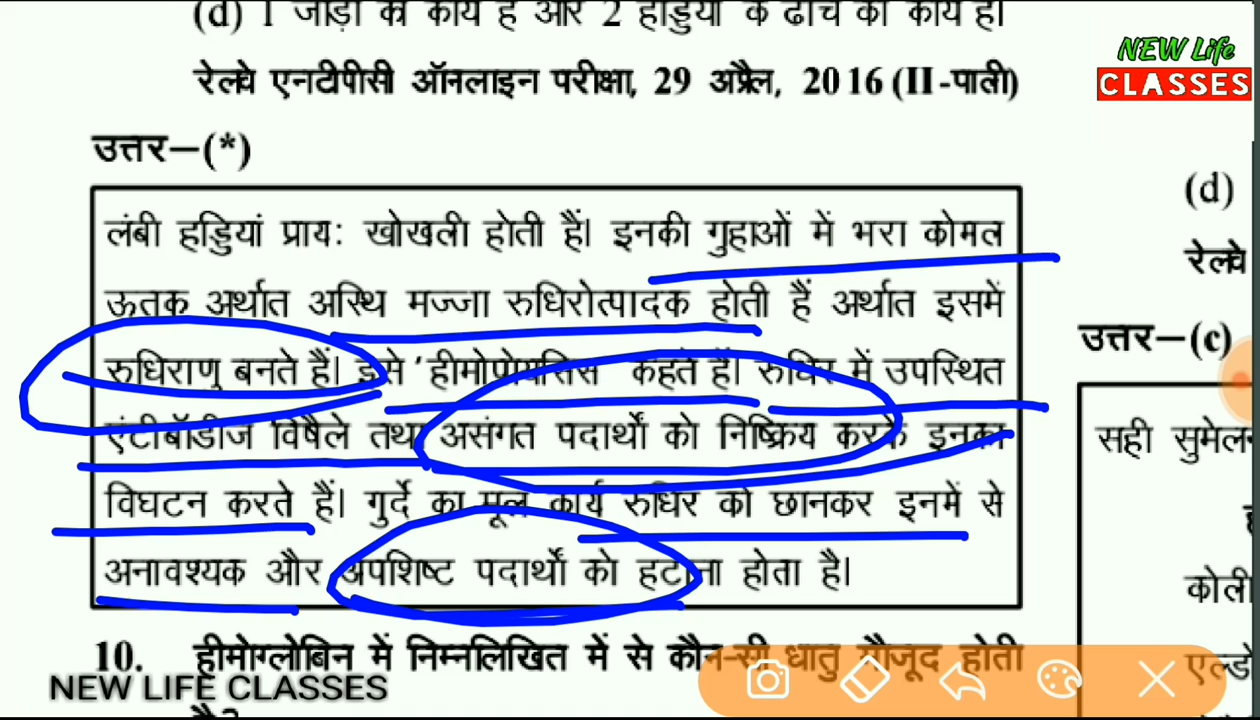 (d) 1 जोड़ों का कार्य है और 2 हड्डियों के ढांचे का कार्य है।
रेलवे एनटीपीसी ऑनलाइन परीक्षा, 29 अप्रैल, 2016 (II-पाली)
उत्तर–(*)
लंबी हड्डियां प्रायः खोखली होती हैं। इनकी गुहाओं में भरा कोमल
ऊतक अर्थात अस्थि मज्जा रुधिरोत्पादक होती हैं अर्थात इसमें
रुधिराणु बनते हैं। इसे 'हीमोपोयसिस' कहते हैं। रुधिर में उपस्थित
एंटीबॉडीज विषैले तथा असंगत पदार्थों को निष्क्रिय करके इनका
विघटन करते हैं। गुर्दे का मूल कार्य रुधिर को छानकर इनमें से
अनावश्यक और अपशिष्ट पदार्थों को हटाना होता है।
10. हीमोग्लोबिन में निम्नलिखित में से कौन-सी धातु मौजूद होती
है?
NEW LIFE CLASSES
NEW Life
CLASSES
(d)
रेलवे
उत्तर–(c)
सही सुमेल
कोली
एल्डो